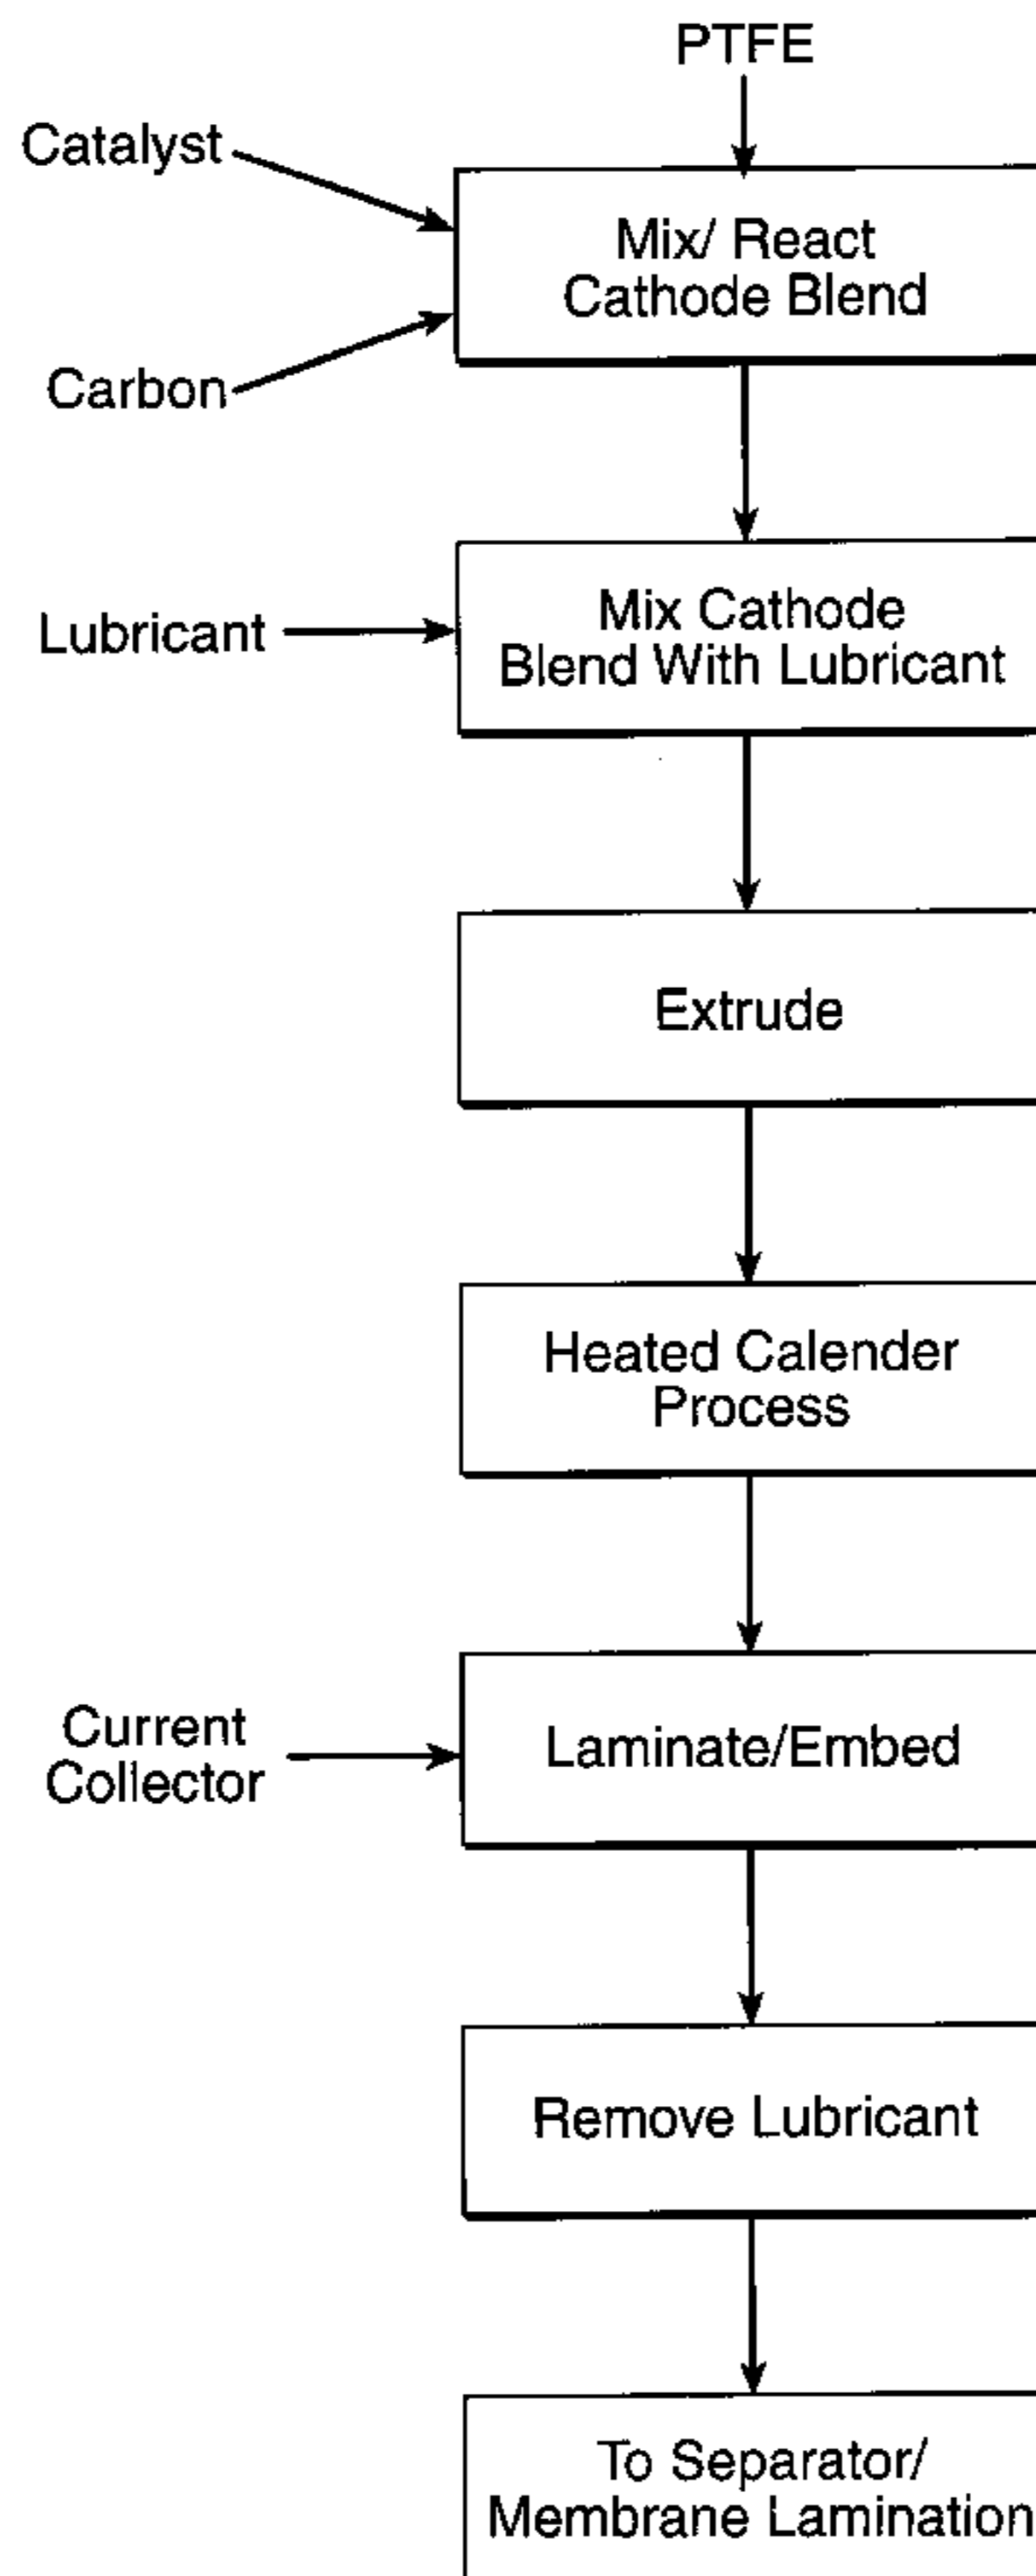 PTFE
Catalyst
Mix/ React
Cathode Blend
Carbon
Lubricant
Mix Cathode
Blend With Lubricant
Extrude
Heated Calender
Process
Current
Collector
Laminate/Embed
Remove Lubricant
To Separator/
Membrane Lamination